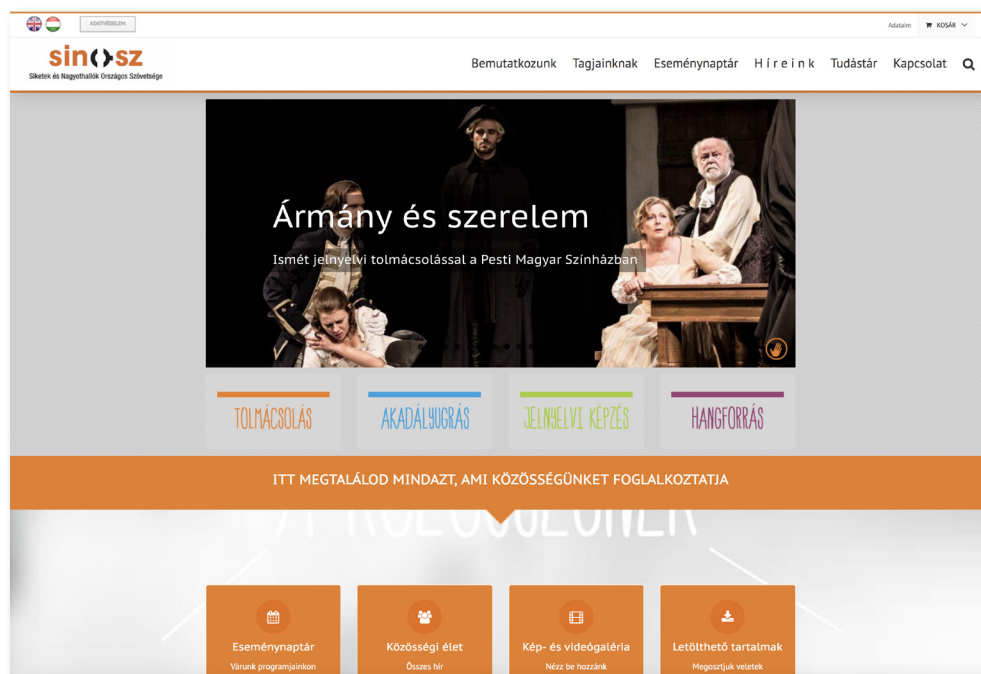 ADATVÉDELEM
Adataim
KOSÁR
sinosz
Siketek és Nagyothallók Országos Szövetsége
Bemutatkozunk Tagjainknak Eseménynaptár Híreink Tudástár Kapcsolat
Ármány és szerelem
Ismét jelnyelvi tolmácsolással a Pesti Magyar Színházban
TOLMÁCSOLÁS
AKADÁLYUGRÁS
JELNYELVI KÉPZÉS
HANGFORRÁS
ITT MEGTALÁLOD MINDAZT, AMI KÖZÖSSÉGÜNKET FOGLALKOZTATJA
A KÖZÖSSÉGÜNK
Eseménynaptár
Várunk programjainkon
Közösségi élet
Összes hír
Kép- és videógaléria
Nézz be hozzánk
Letölthető tartalmak
Megosztjuk veletek